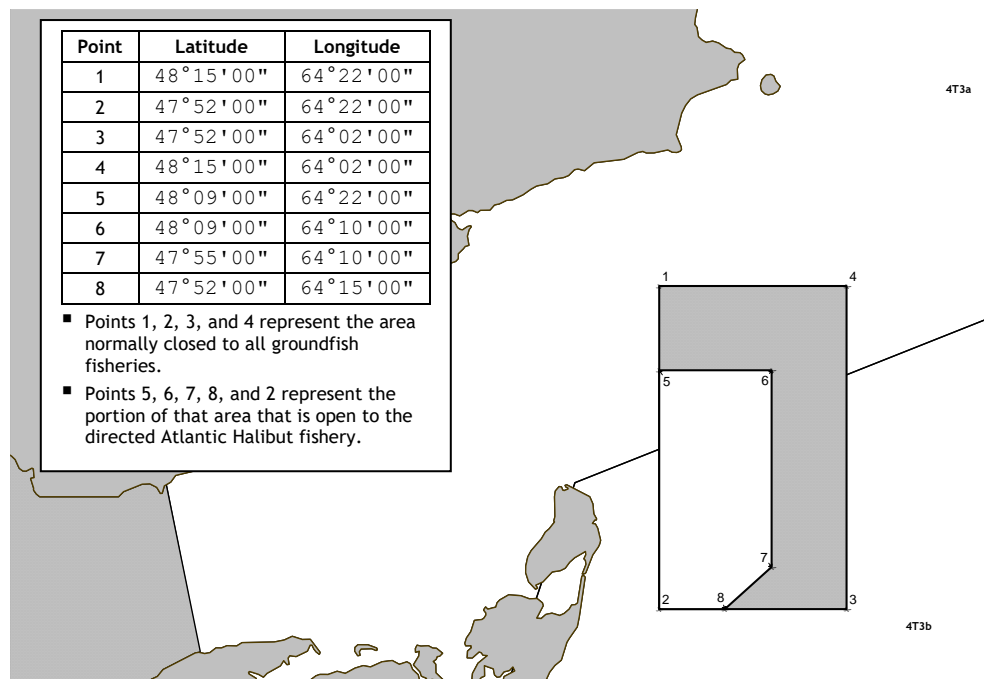 Point Latitude Longitude
1 48°15'00" 64°22'00"
2 47°52'00" 64°22'00"
3 47°52'00" 64°02'00"
4 48°15'00" 64°02'00"
5 48°09'00" 64°22'00"
6 48°09'00" 64°10'00"
7 47°55'00" 64°10'00"
8 47°52'00" 64°15'00"
▪ Points 1, 2, 3, and 4 represent the area
normally closed to all groundfish
fisheries.
▪ Points 5, 6, 7, 8, and 2 represent the
portion of that area that is open to the
directed Atlantic Halibut fishery.
4T3a
1
4
5
6
7
2
8
3
4T3b